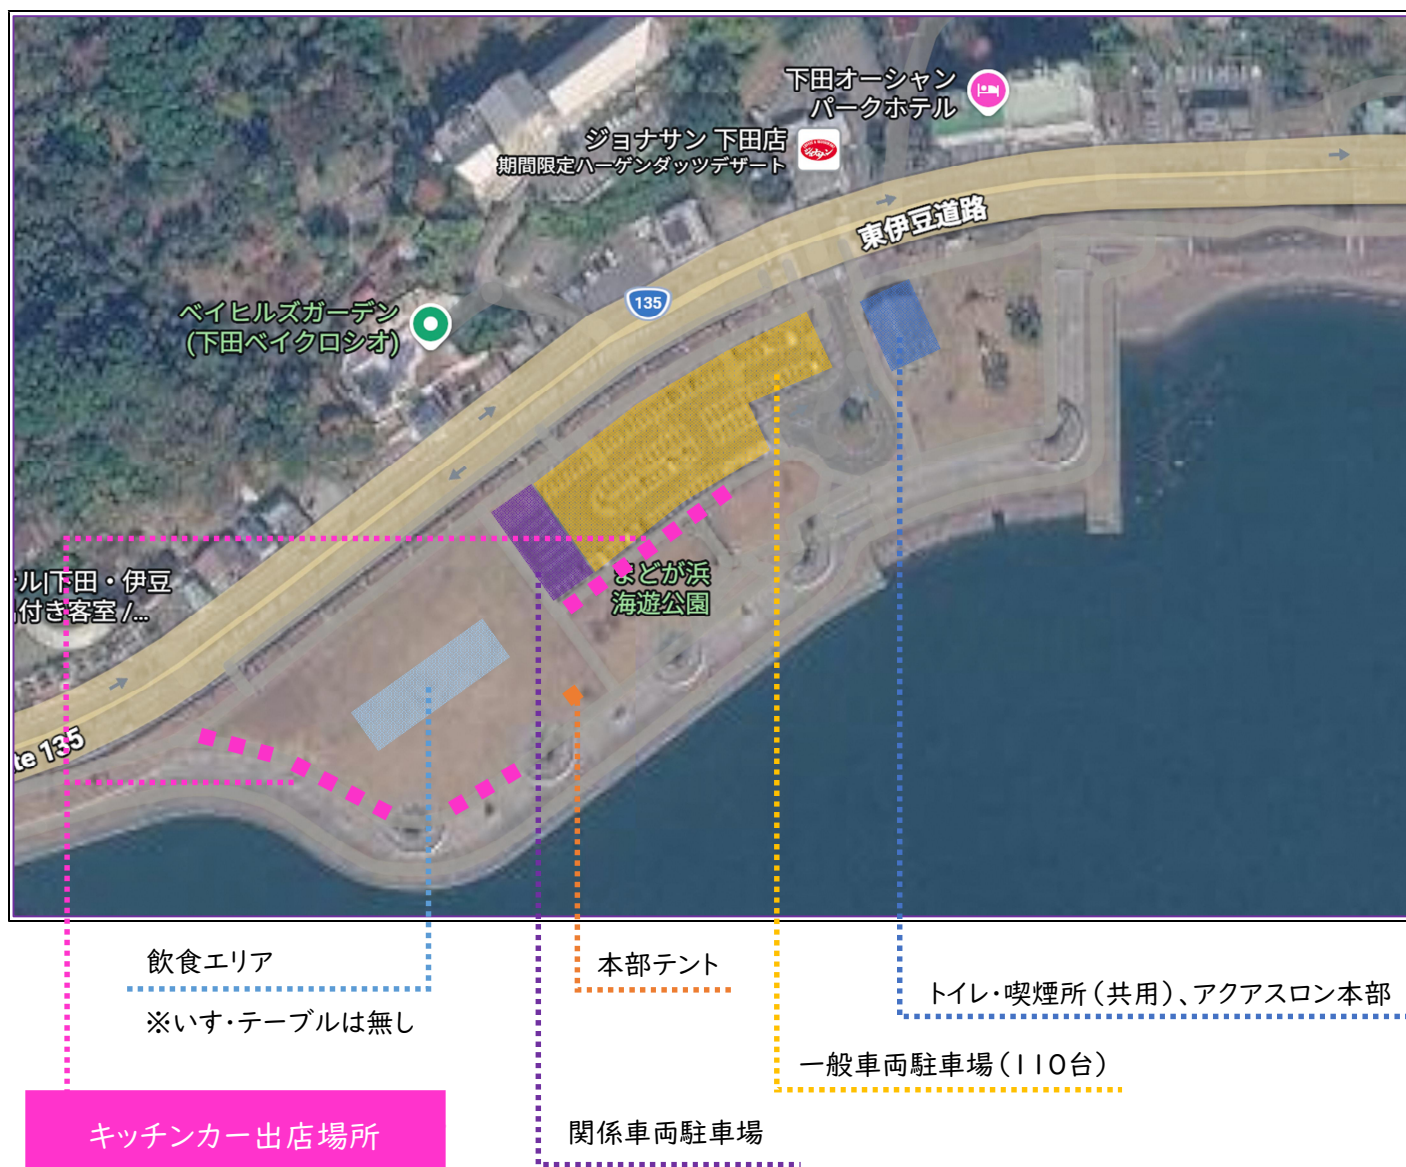 下田オーシャン
パークホテル
ジョナサン 下田店
期間限定ハーゲンダッツデザート
東伊豆道路
135
ベイヒルズガーデン
(下田ベイクロシオ)
ル|下田・伊豆
付き客室 /...
まどが浜
海遊公園
te 135
飲食エリア
※いす・テーブルは無し
本部テント
トイレ・喫煙所(共用)、アクアスロン本部
一般車両駐車場(110台)
キッチンカー出店場所
関係車両駐車場